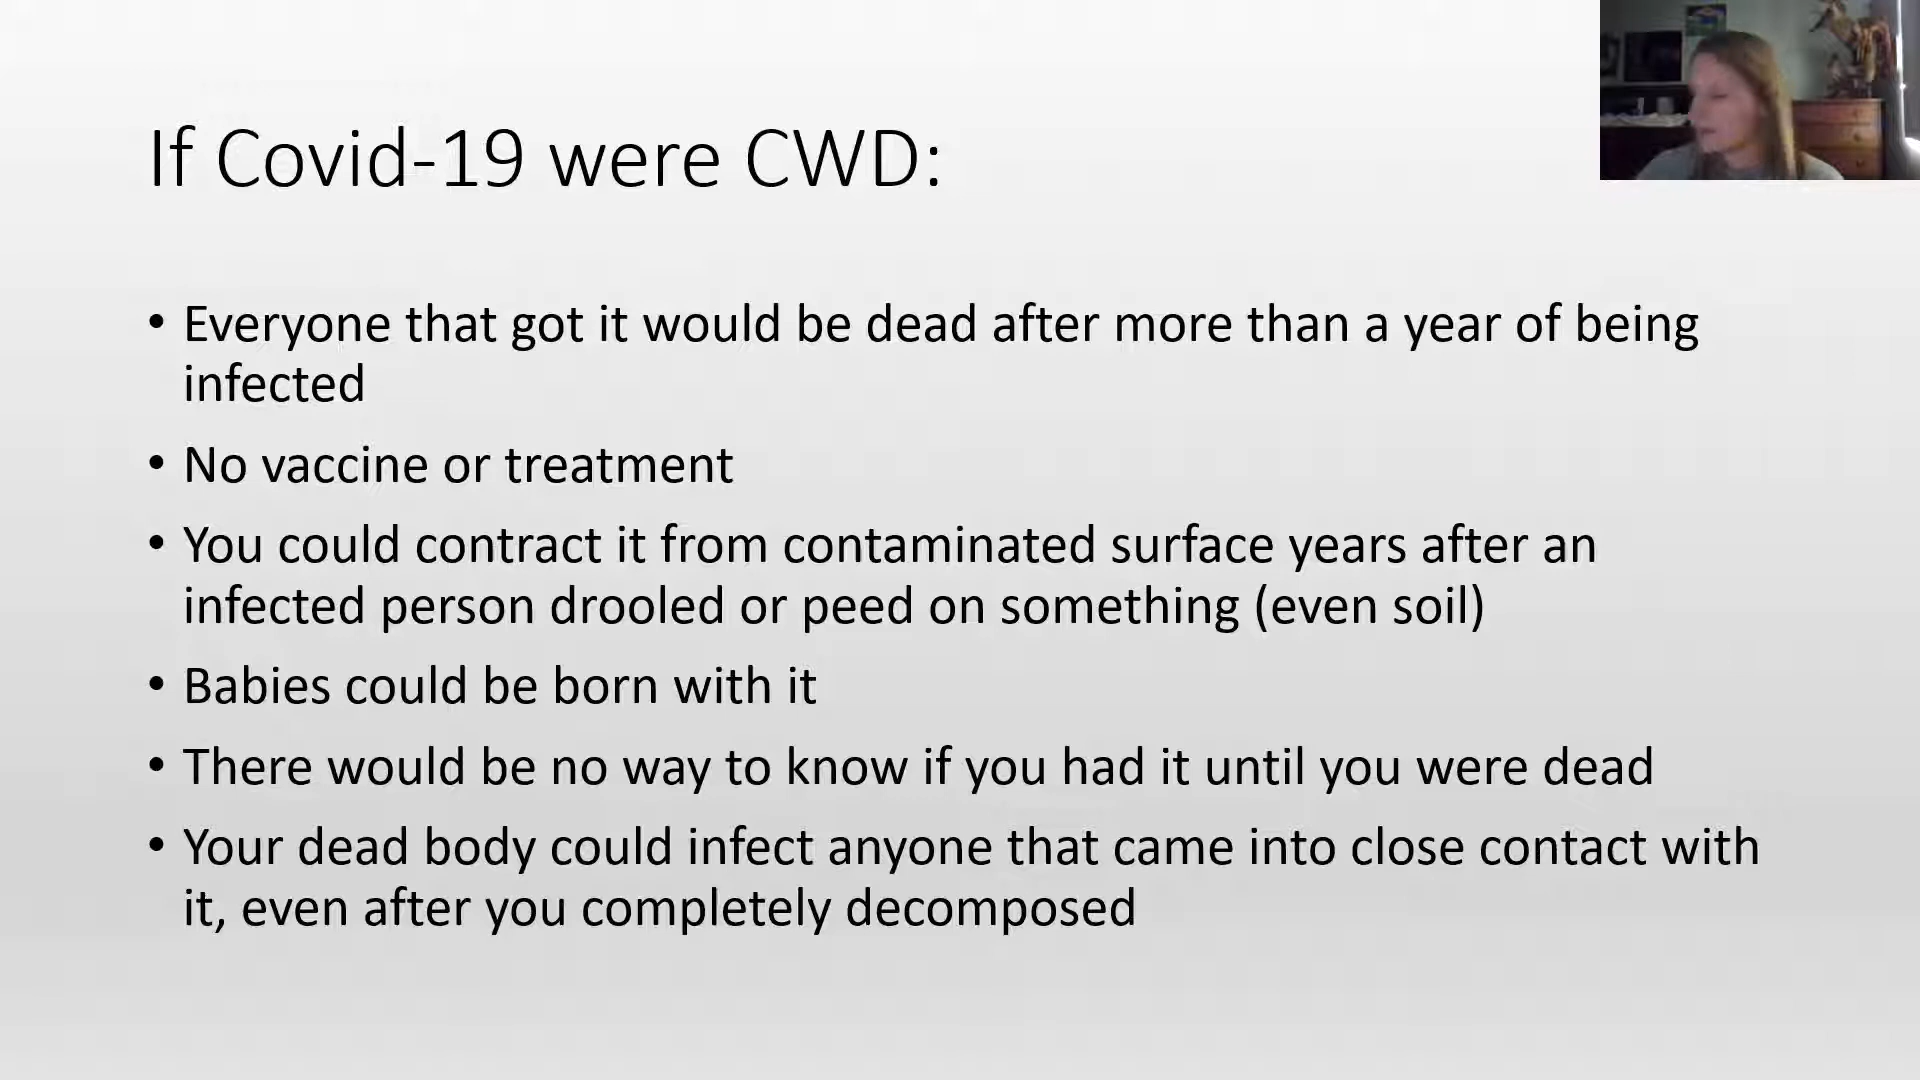 If Covid-19 were CWD:
• Everyone that got it would be dead after more than a year of being
infected
• No vaccine or treatment
• You could contract it from contaminated surface years after an
infected person drooled or peed on something (even soil)
• Babies could be born with it
• There would be no way to know if you had it until you were dead
• Your dead body could infect anyone that came into close contact with
it, even after you completely decomposed